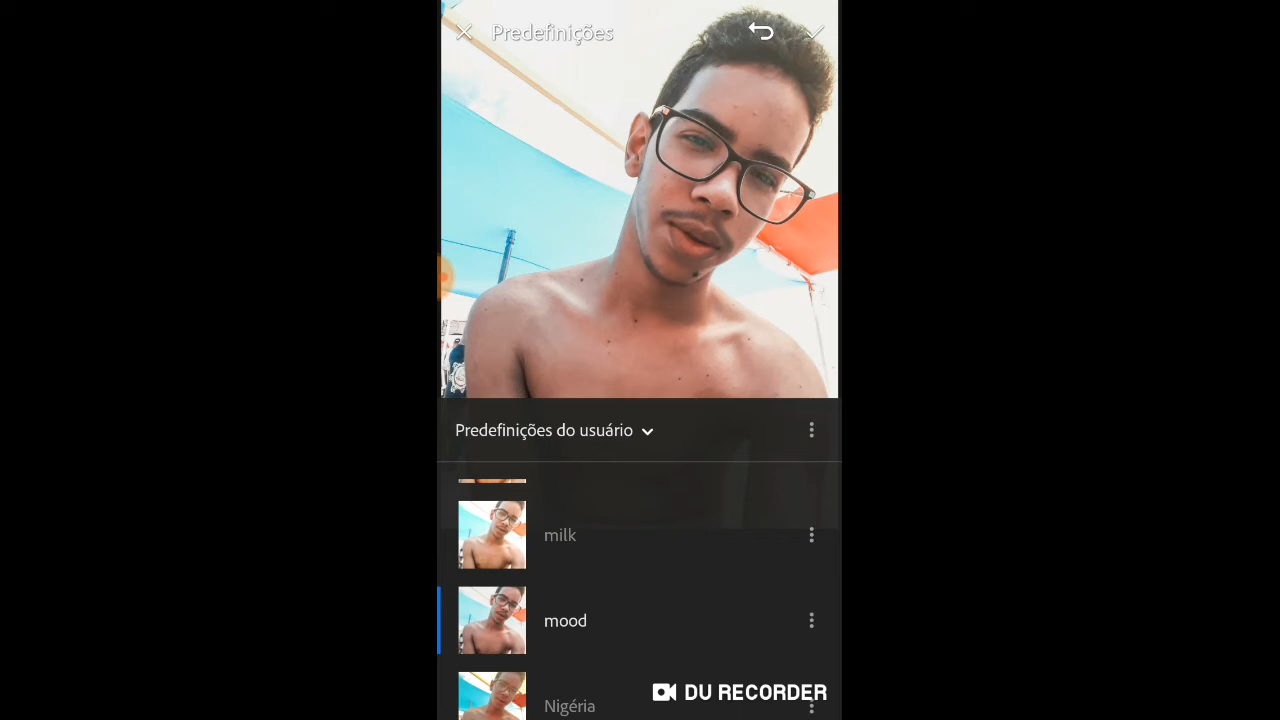 Predefinições
Predefinições do usuário
milk
mood
Nigéria
DU RECORDER